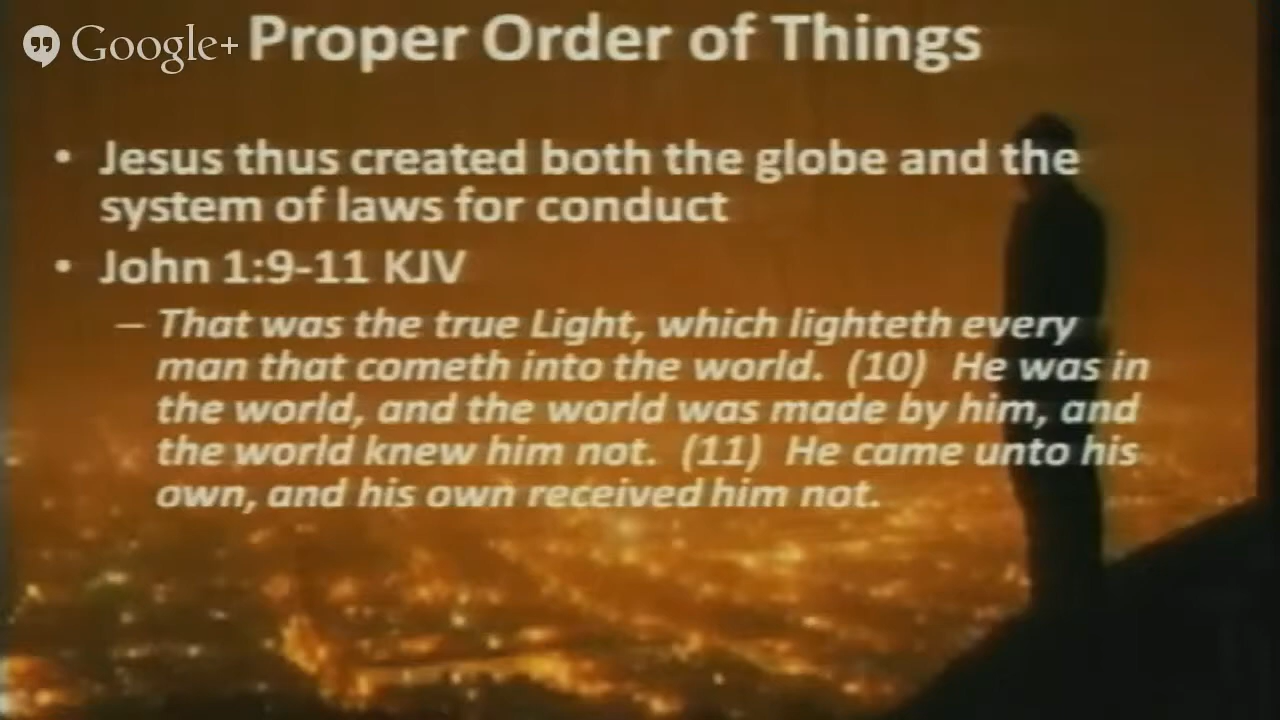 Google+
Proper Order of Things
• Jesus thus created both the globe and the
system of laws for conduct
• John 1:9-11 KJV
– That was the true Light, which lighteth every
man that cometh into the world. (10) He was in
the world, and the world was made by him, and
the world knew him not. (11) He came unto his
own, and his own received him not.